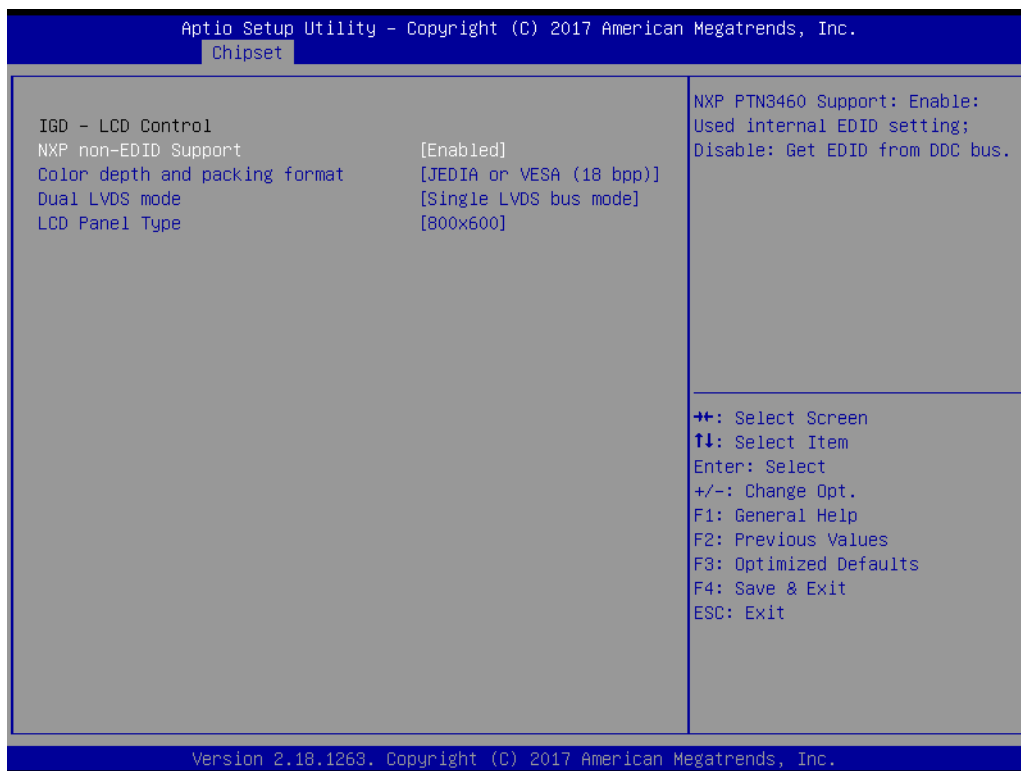 Aptio Setup Utility – Copyright (C) 2017 American Megatrends, Inc.
Chipset
IGD – LCD Control
NXP non–EDID Support [Enabled]
Color depth and packing format [JEDIA or VESA (18 bpp)]
Dual LVDS mode [Single LVDS bus mode]
LCD Panel Type [800x600]
NXP PTN3460 Support: Enable:
Used internal EDID setting;
Disable: Get EDID from DDC bus.
→←: Select Screen
↑↓: Select Item
Enter: Select
+/–: Change Opt.
F1: General Help
F2: Previous Values
F3: Optimized Defaults
F4: Save & Exit
ESC: Exit
Version 2.18.1263. Copyright (C) 2017 American Megatrends, Inc.